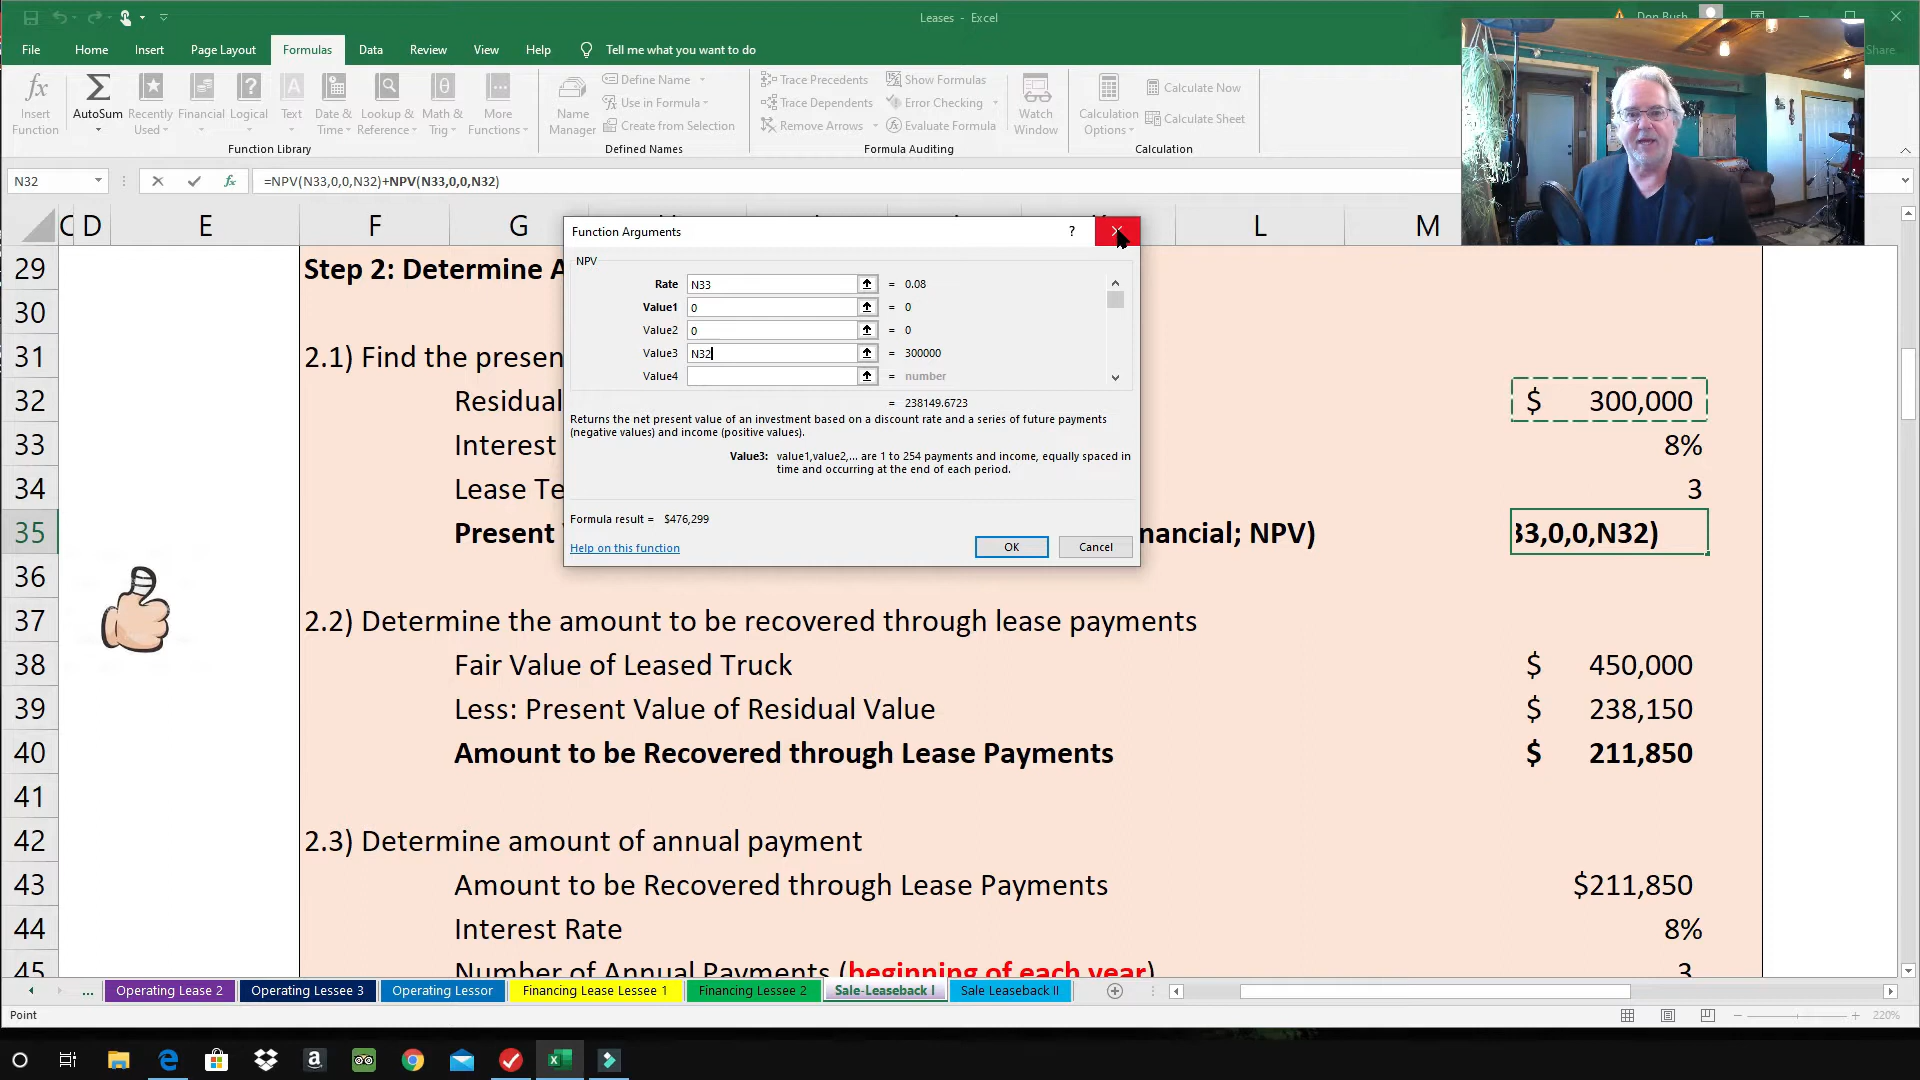 Leases - Excel
Don Bush
File Home Insert Page Layout Formulas Data Review View Help Tell me what you want to do
Share
Insert Function
AutoSum
Recently Used
Financial
Logical
Text
Date & Time
Lookup & Reference
Math & Trig
More Functions
Function Library
Name Manager
Define Name
Use in Formula
Create from Selection
Defined Names
Trace Precedents
Trace Dependents
Remove Arrows
Show Formulas
Error Checking
Evaluate Formula
Formula Auditing
Watch Window
Calculation Options
Calculate Now
Calculate Sheet
Calculation
N32 fx =NPV(N33,0,0,N32)+NPV(N33,0,0,N32)
C D E F G L M
Function Arguments ?
NPV
Rate N33 = 0.08
Value1 0 = 0
Value2 0 = 0
Value3 N32 = 300000
Value4 = number
= 238149.6723
Returns the net present value of an investment based on a discount rate and a series of future payments
(negative values) and income (positive values).
Value3: value1,value2,... are 1 to 254 payments and income, equally spaced in
time and occurring at the end of each period.
Formula result = $476,299
Help on this function OK Cancel
29 Step 2: Determine A
30
31 2.1) Find the presen
32 Residual $ 300,000
33 Interest 8%
34 Lease Te 3
35 Present nancial; NPV) 33,0,0,N32)
36
37 2.2) Determine the amount to be recovered through lease payments
38 Fair Value of Leased Truck $ 450,000
39 Less: Present Value of Residual Value $ 238,150
40 Amount to be Recovered through Lease Payments $ 211,850
41
42 2.3) Determine amount of annual payment
43 Amount to be Recovered through Lease Payments $211,850
44 Interest Rate 8%
45 Number of Annual Payments (beginning of each year) 3
... Operating Lease 2 Operating Lessee 3 Operating Lessor Financing Lease Lessee 1 Financing Lessee 2 Sale-Leaseback I Sale Leaseback II
Point 220%